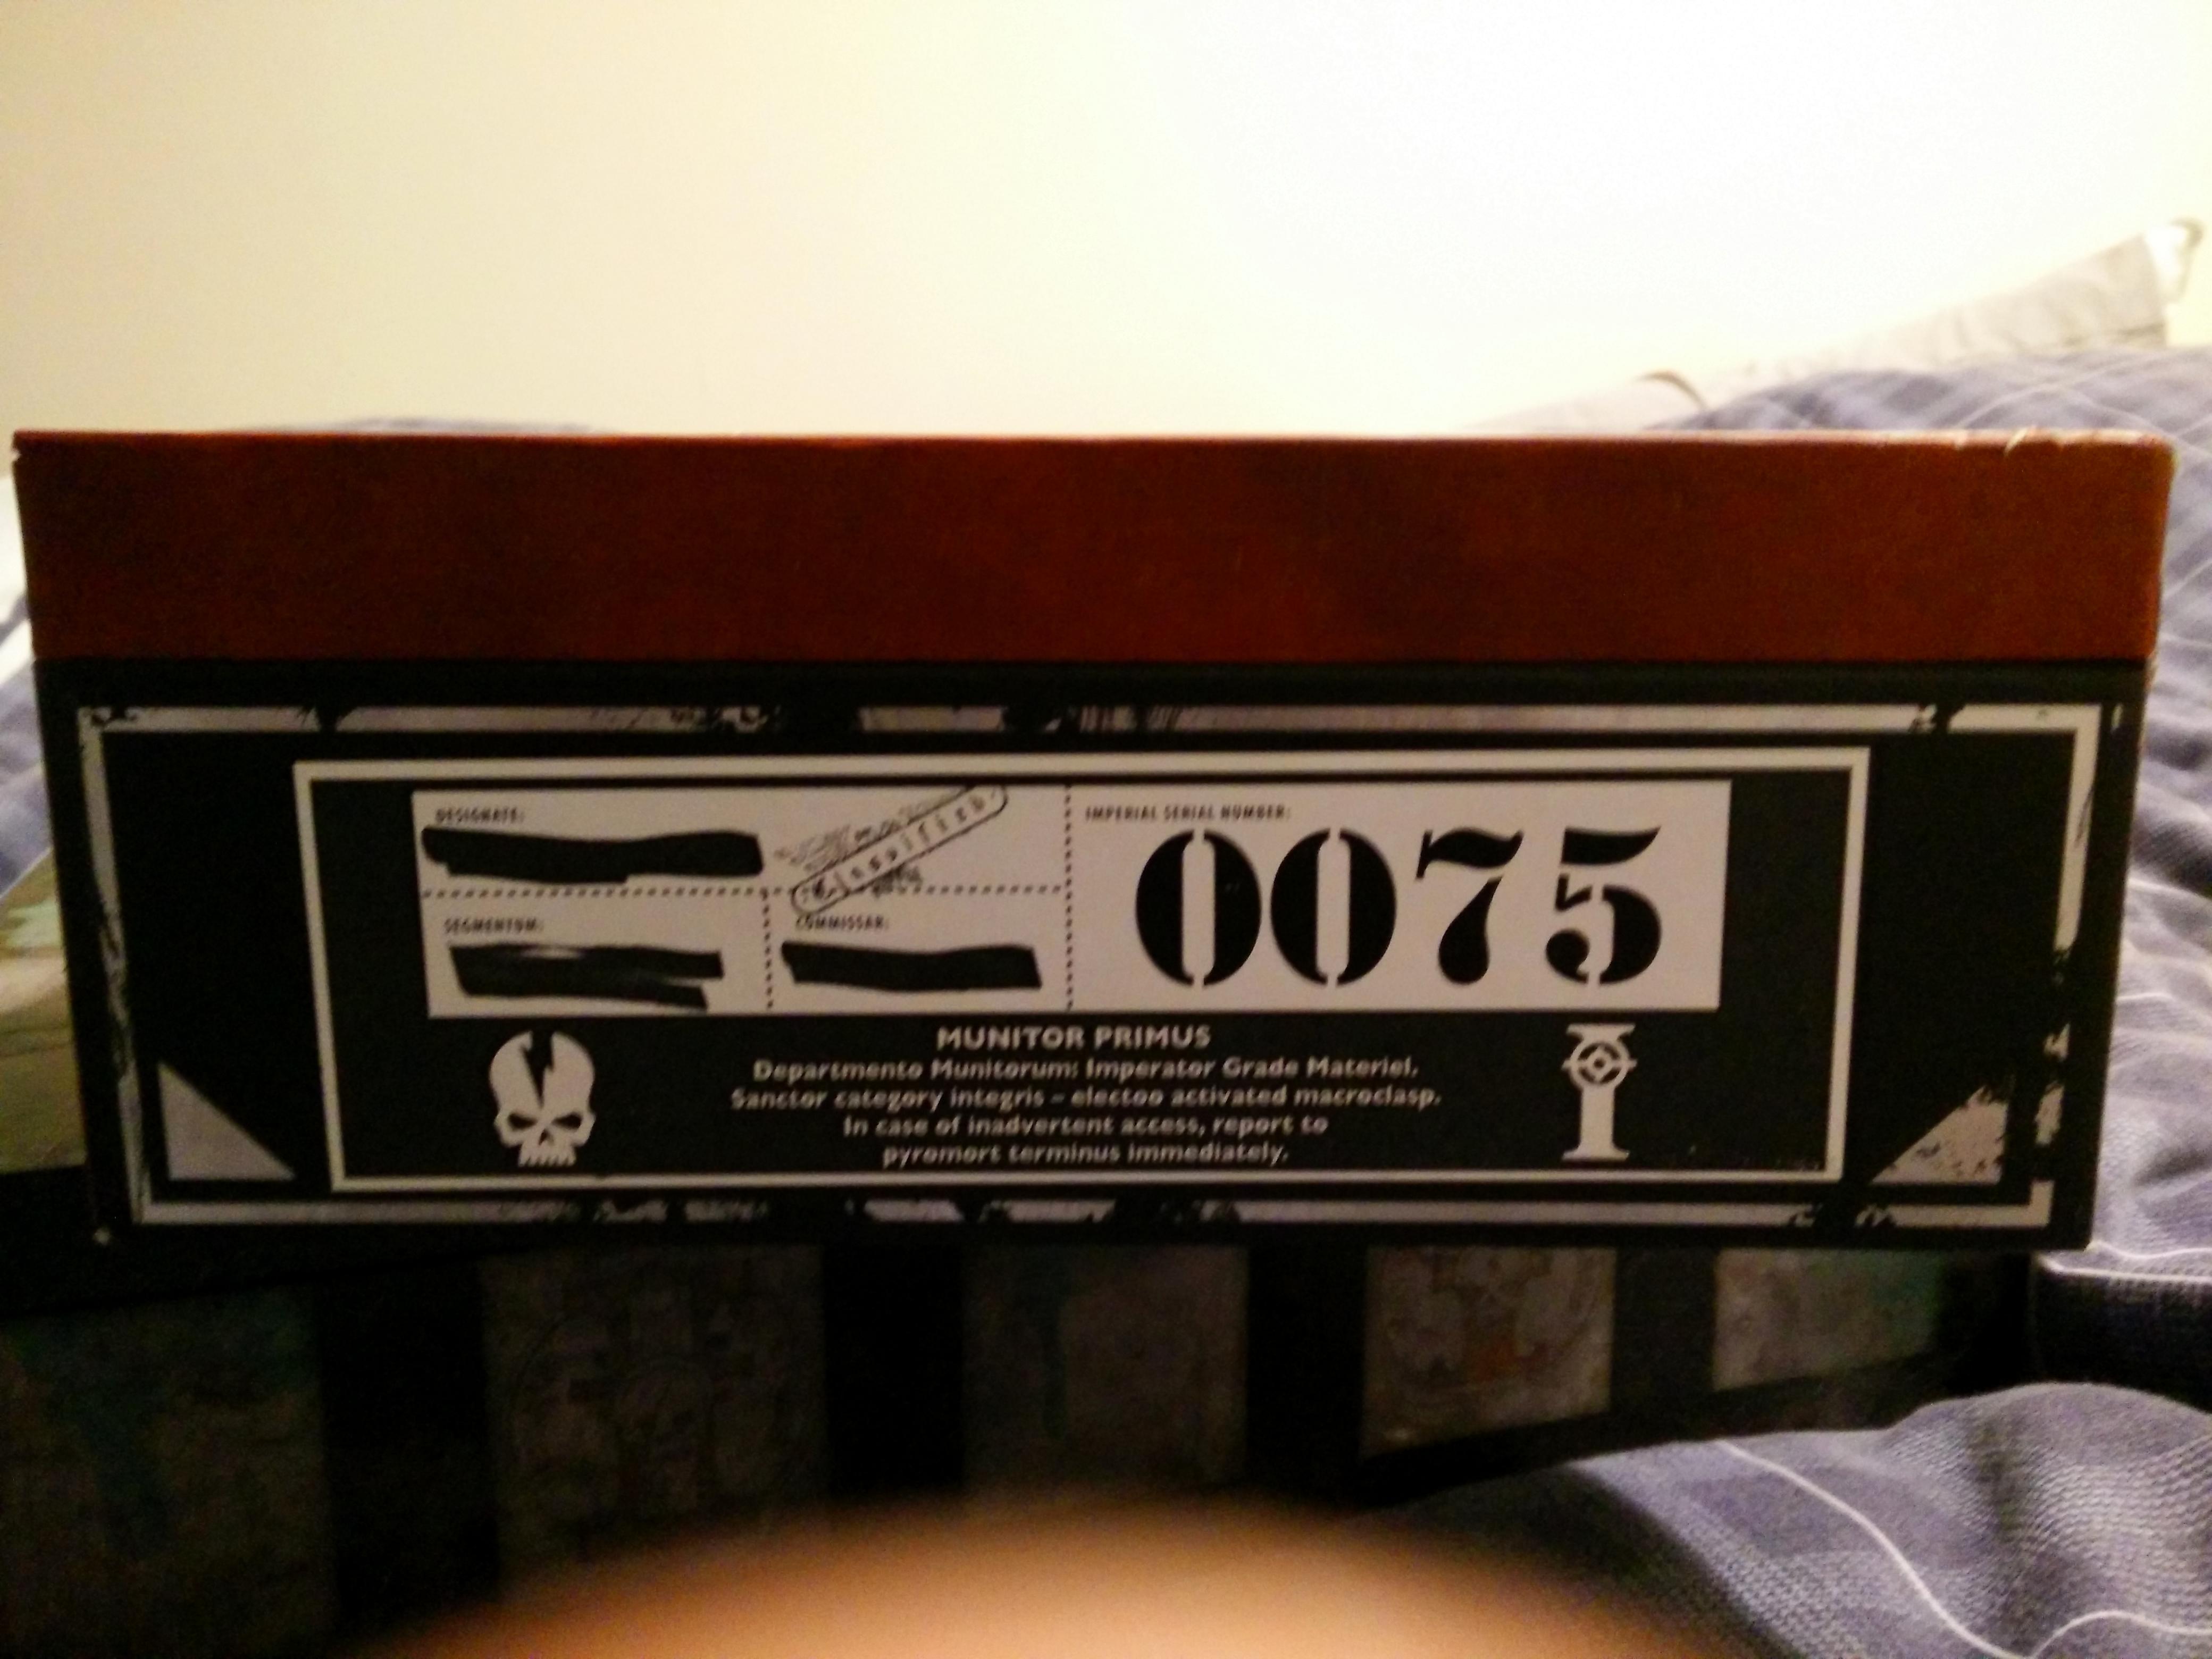 DESIGNATE:
Classified
IMPERIAL SERIAL NUMBER:
0075
SEGMENTUM:
COMMISSAR:
MUNITOR PRIMUS
Departmento Munitorum: Imperator Grade Materiel.
Sanctor category integris – electoo activated macroclasp.
In case of inadvertent access, report to
pyromort terminus immediately.